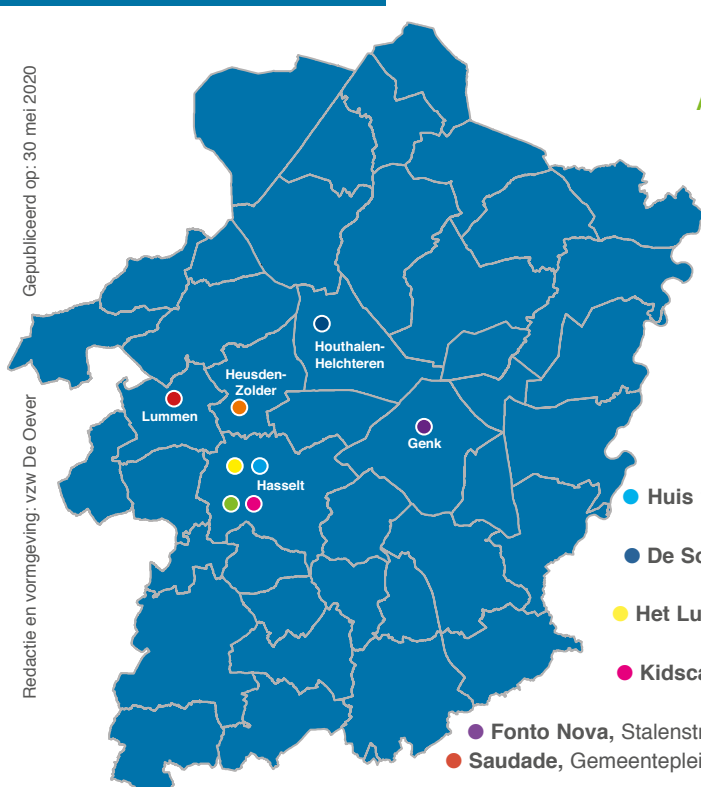 Gepubliceerd op: 30 mei 2020
Redactie en vormgeving: vzw De Oever
Houthalen-
Helchteren
Heusden-
Zolder
Lummen
Genk
Hasselt
Huis
De Sc
Het Lu
Kidsca
Fonto Nova, Stalenstr
Saudade, Gemeenteplei